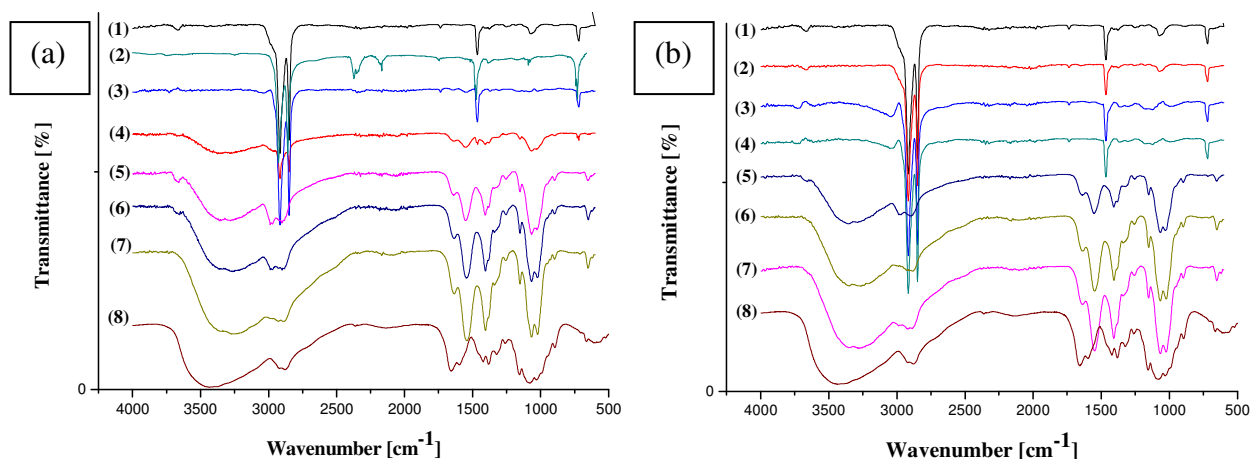 (a)
(1)
(2)
(3)
(4)
(5)
(6)
(7)
(8)
Transmittance [%]
0
4000 3500 3000 2500 2000 1500 1000 500
Wavenumber [cm-1]
(b)
(1)
(2)
(3)
(4)
(5)
(6)
(7)
(8)
Transmittance [%]
0
4000 3500 3000 2500 2000 1500 1000 500
Wavenumber [cm-1]